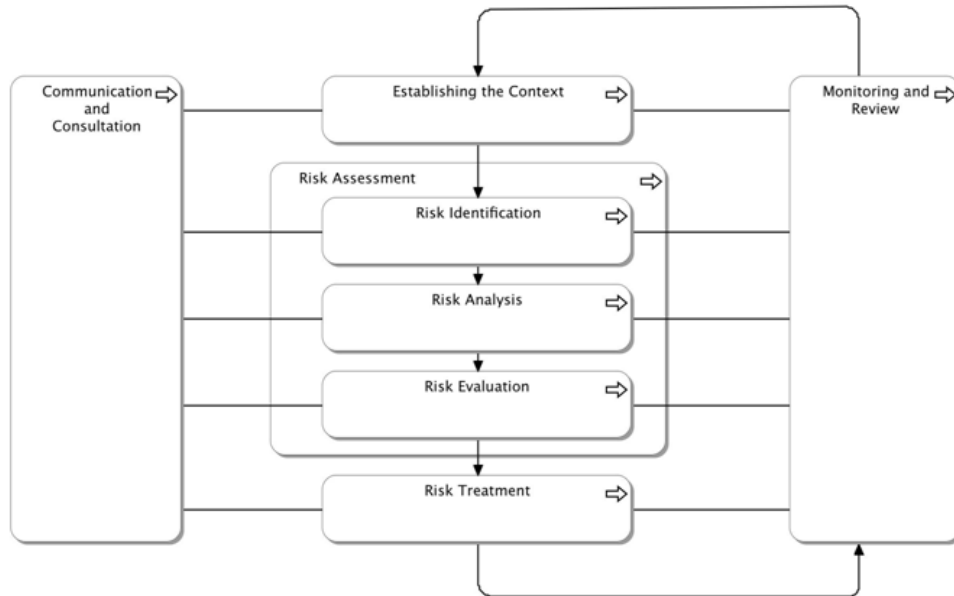 Communication
and
Consultation
Establishing the Context
Monitoring and
Review
Risk Assessment
Risk Identification
Risk Analysis
Risk Evaluation
Risk Treatment